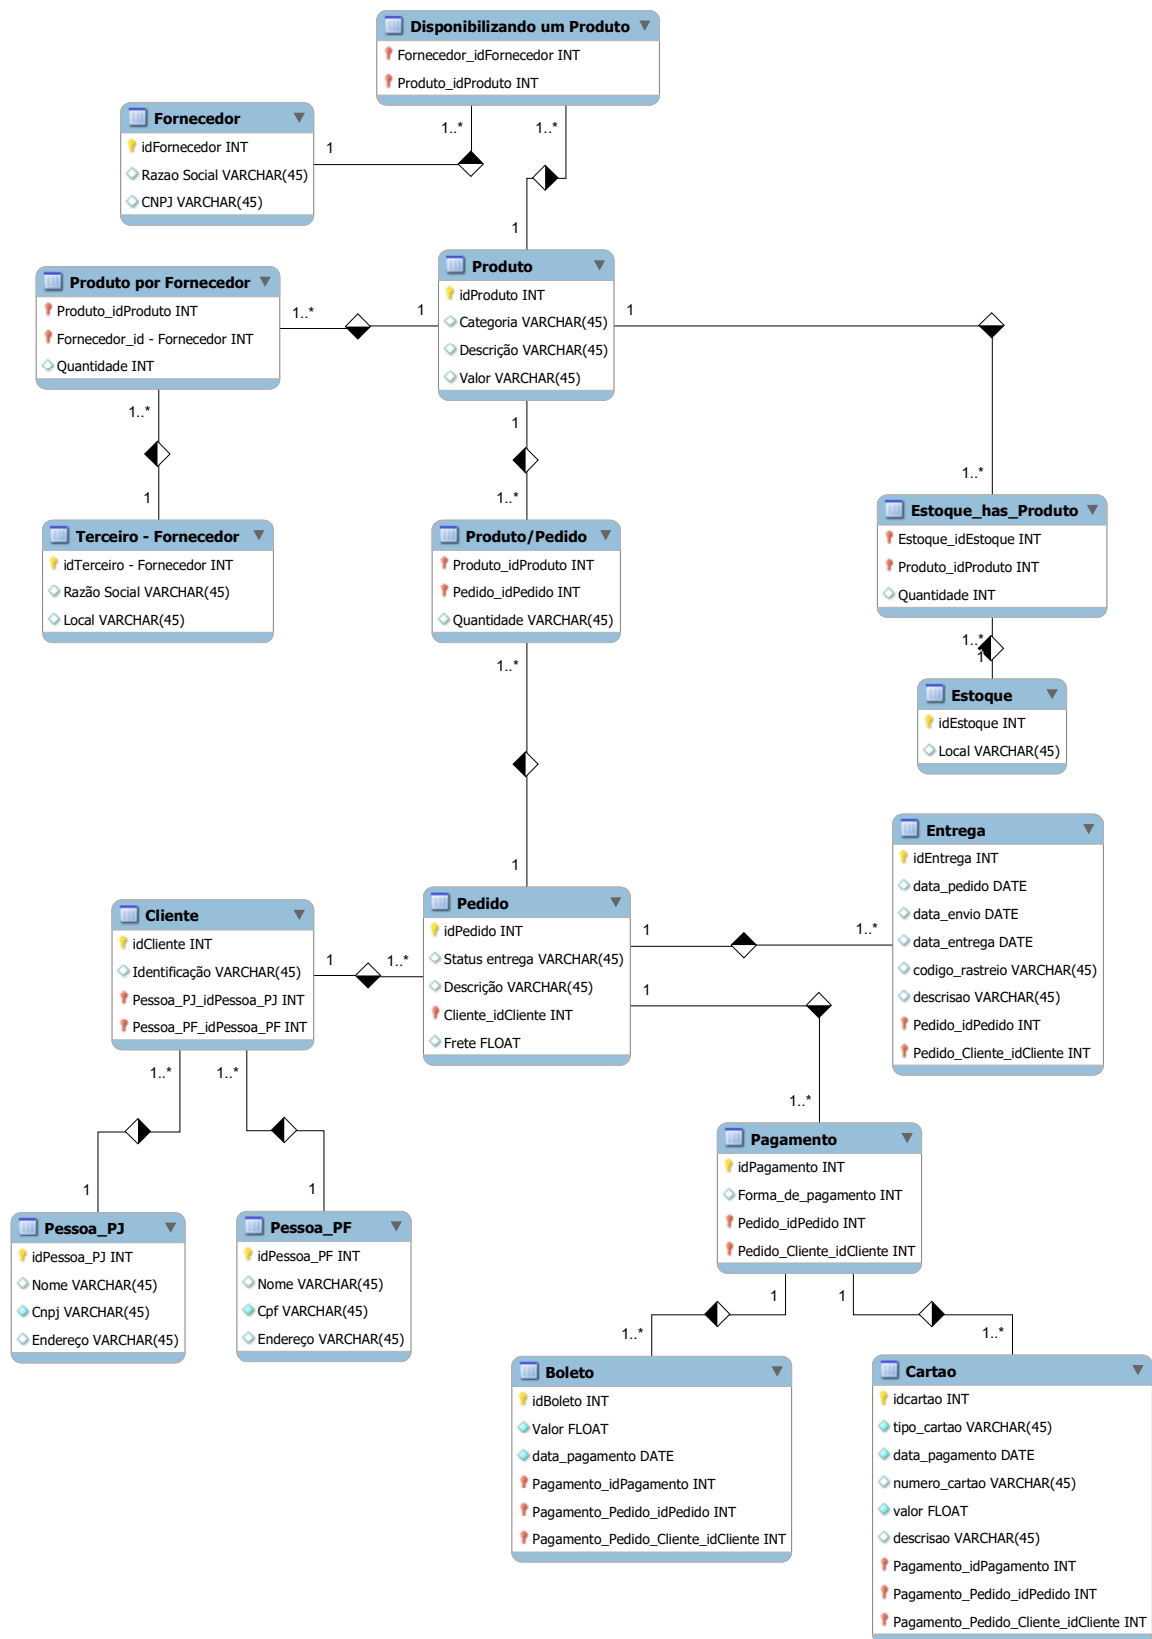 Disponibilizando um Produto
Fornecedor_idFornecedor INT
Produto_idProduto INT
1..*
1..*
Fornecedor
idFornecedor INT
Razao Social VARCHAR(45)
CNPJ VARCHAR(45)
1
1
Produto por Fornecedor
Produto_idProduto INT
Fornecedor_id - Fornecedor INT
Quantidade INT
1..*
1
Produto
idProduto INT
Categoria VARCHAR(45)
Descrição VARCHAR(45)
Valor VARCHAR(45)
1
1..*
1
1
1..*
1..*
Terceiro - Fornecedor
idTerceiro - Fornecedor INT
Razão Social VARCHAR(45)
Local VARCHAR(45)
Produto/Pedido
Produto_idProduto INT
Pedido_idPedido INT
Quantidade VARCHAR(45)
Estoque_has_Produto
Estoque_idEstoque INT
Produto_idProduto INT
Quantidade INT
1..*
1..*
1
Estoque
idEstoque INT
Local VARCHAR(45)
1
Entrega
idEntrega INT
data_pedido DATE
data_envio DATE
data_entrega DATE
codigo_rastreio VARCHAR(45)
descrisao VARCHAR(45)
Pedido_idPedido INT
Pedido_Cliente_idCliente INT
Cliente
idCliente INT
Identificação VARCHAR(45)
Pessoa_PJ_idPessoa_PJ INT
Pessoa_PF_idPessoa_PF INT
1
1..*
Pedido
idPedido INT
Status entrega VARCHAR(45)
Descrição VARCHAR(45)
Cliente_idCliente INT
Frete FLOAT
1
1..*
1
1..*
1..*
1..*
1
1
Pessoa_PJ
idPessoa_PJ INT
Nome VARCHAR(45)
Cnpj VARCHAR(45)
Endereço VARCHAR(45)
Pessoa_PF
idPessoa_PF INT
Nome VARCHAR(45)
Cpf VARCHAR(45)
Endereço VARCHAR(45)
Pagamento
idPagamento INT
Forma_de_pagamento INT
Pedido_idPedido INT
Pedido_Cliente_idCliente INT
1
1
1..*
1..*
Boleto
idBoleto INT
Valor FLOAT
data_pagamento DATE
Pagamento_idPagamento INT
Pagamento_Pedido_idPedido INT
Pagamento_Pedido_Cliente_idCliente INT
Cartao
idcartao INT
tipo_cartao VARCHAR(45)
data_pagamento DATE
numero_cartao VARCHAR(45)
valor FLOAT
descrisao VARCHAR(45)
Pagamento_idPagamento INT
Pagamento_Pedido_idPedido INT
Pagamento_Pedido_Cliente_idCliente INT